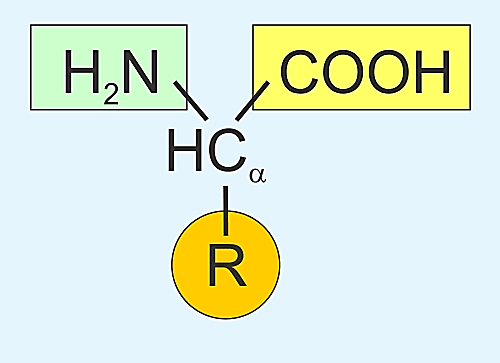 H₂N COOH
HCα
R